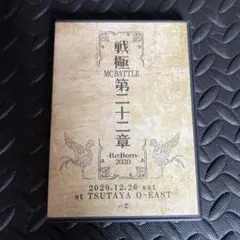 戦極
MC BATTLE
第二十二章
-Re:Born-
2020
2020.12.26 sat
at TSUTAYA O-EAST